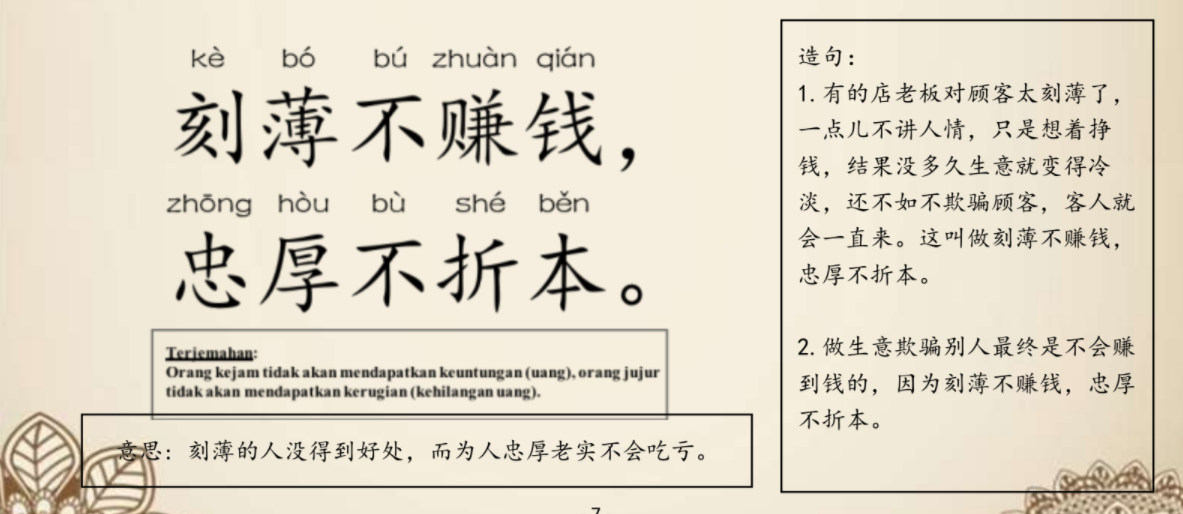 kè bó bú zhuàn qián
刻薄不赚钱，
zhōng hòu bù shé běn
忠厚不折本。
Terjemahan:
Orang kejam tidak akan mendapatkan keuntungan (uang), orang jujur
tidak akan mendapatkan kerugian (kehilangan uang).
意思：刻薄的人没得到好处，而为人忠厚老实不会吃亏。
造句：
1.有的店老板对顾客太刻薄了，
一点儿不讲人情，只是想着挣
钱，结果没多久生意就变得冷
淡，还不如不欺骗顾客，客人就
会一直来。这叫做刻薄不赚钱，
忠厚不折本。
2.做生意欺骗别人最终是不会赚
到钱的，因为刻薄不赚钱，忠厚
不折本。